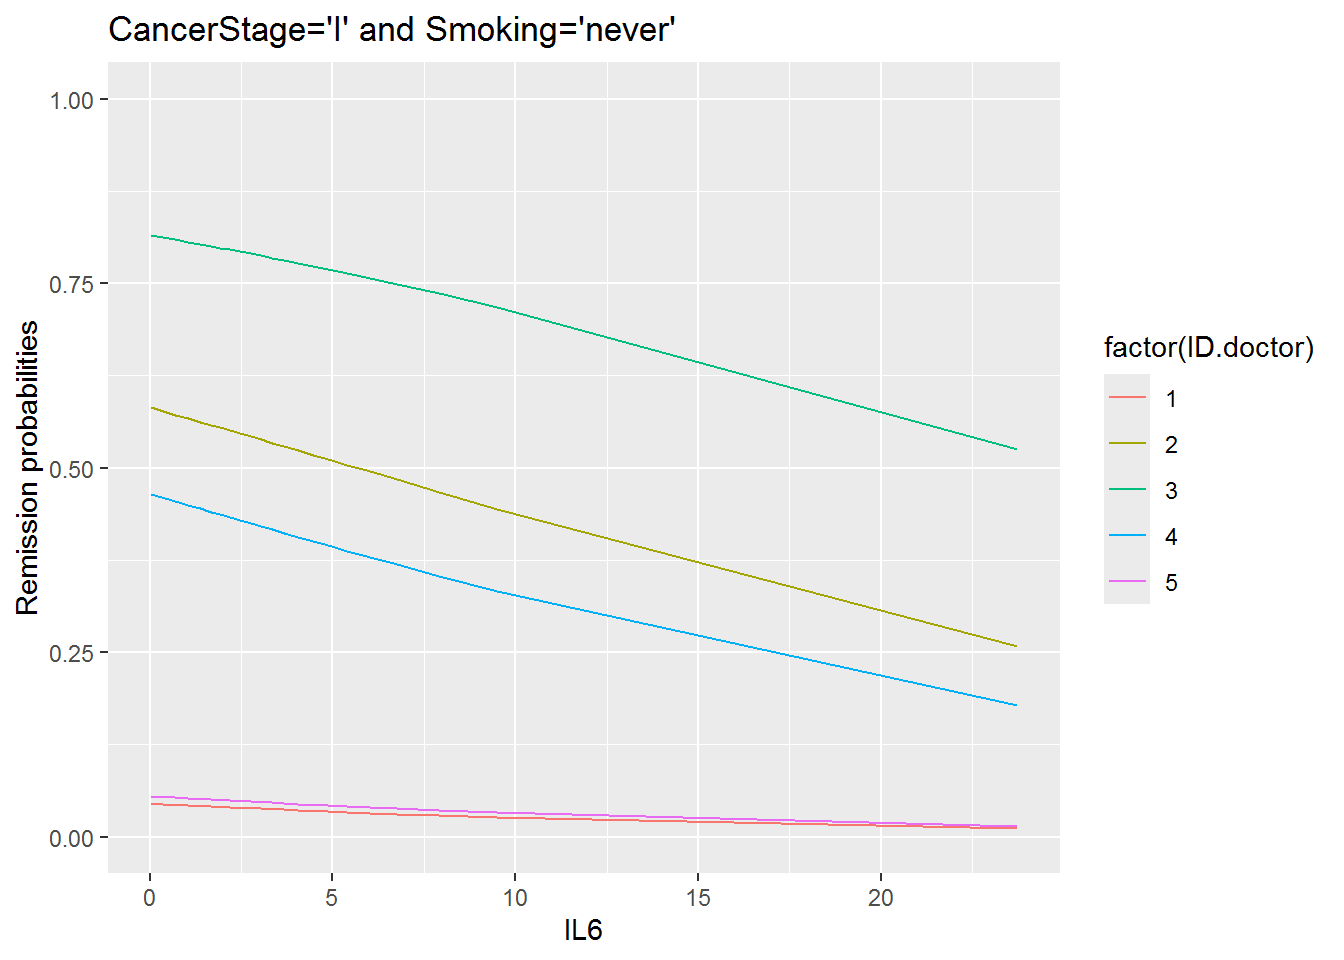 CancerStage='I' and Smoking='never'
1.00
0.75
0.50
0.25
0.00
Remission probabilities
0 5 10 15 20
IL6
factor(ID.doctor)
1
2
3
4
5